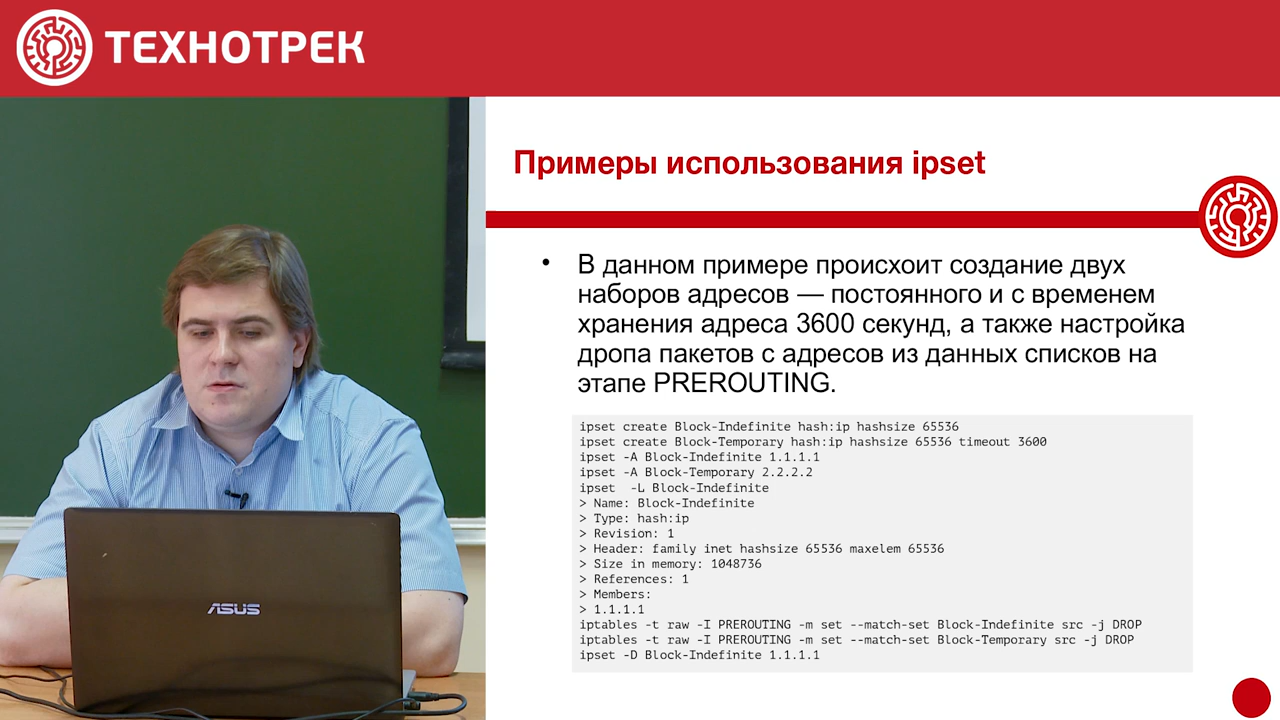 ТЕХНОТРЕК
Примеры использования ipset
• В данном примере происхоит создание двух
наборов адресов — постоянного и с временем
хранения адреса 3600 секунд, а также настройка
дропа пакетов с адресов из данных списков на
этапе PREROUTING.
ipset create Block-Indefinite hash:ip hashsize 65536
ipset create Block-Temporary hash:ip hashsize 65536 timeout 3600
ipset -A Block-Indefinite 1.1.1.1
ipset -A Block-Temporary 2.2.2.2
ipset  -L Block-Indefinite
> Name: Block-Indefinite
> Type: hash:ip
> Revision: 1
> Header: family inet hashsize 65536 maxelem 65536
> Size in memory: 1048736
> References: 1
> Members:
> 1.1.1.1
iptables -t raw -I PREROUTING -m set --match-set Block-Indefinite src -j DROP
iptables -t raw -I PREROUTING -m set --match-set Block-Temporary src -j DROP
ipset -D Block-Indefinite 1.1.1.1
ASUS